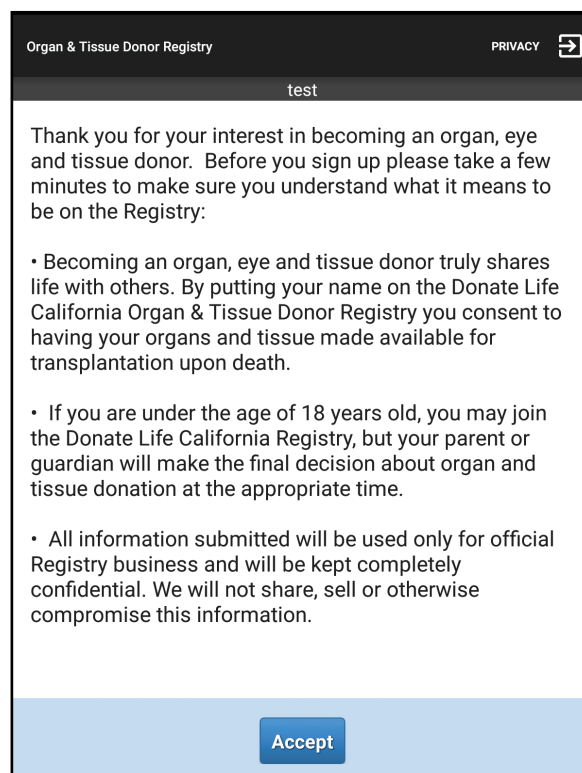 Organ & Tissue Donor Registry PRIVACY
test
Thank you for your interest in becoming an organ, eye
and tissue donor.  Before you sign up please take a few
minutes to make sure you understand what it means to
be on the Registry:
• Becoming an organ, eye and tissue donor truly shares
life with others. By putting your name on the Donate Life
California Organ & Tissue Donor Registry you consent to
having your organs and tissue made available for
transplantation upon death.
•  If you are under the age of 18 years old, you may join
the Donate Life California Registry, but your parent or
guardian will make the final decision about organ and
tissue donation at the appropriate time.
•  All information submitted will be used only for official
Registry business and will be kept completely
confidential. We will not share, sell or otherwise
compromise this information.
Accept